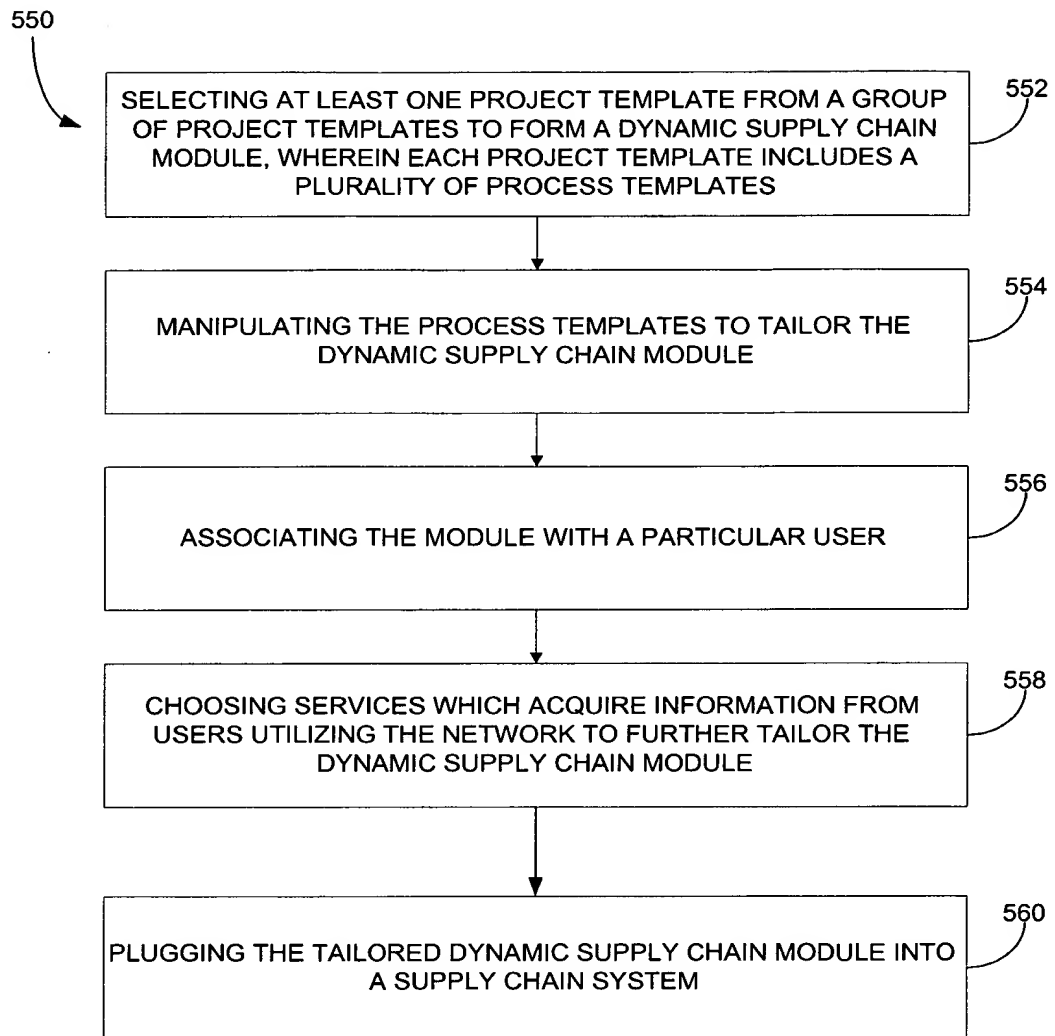 550
SELECTING AT LEAST ONE PROJECT TEMPLATE FROM A GROUP
OF PROJECT TEMPLATES TO FORM A DYNAMIC SUPPLY CHAIN
MODULE, WHEREIN EACH PROJECT TEMPLATE INCLUDES A
PLURALITY OF PROCESS TEMPLATES
552
MANIPULATING THE PROCESS TEMPLATES TO TAILOR THE
DYNAMIC SUPPLY CHAIN MODULE
554
ASSOCIATING THE MODULE WITH A PARTICULAR USER
556
CHOOSING SERVICES WHICH ACQUIRE INFORMATION FROM
USERS UTILIZING THE NETWORK TO FURTHER TAILOR THE
DYNAMIC SUPPLY CHAIN MODULE
558
PLUGGING THE TAILORED DYNAMIC SUPPLY CHAIN MODULE INTO
A SUPPLY CHAIN SYSTEM
560